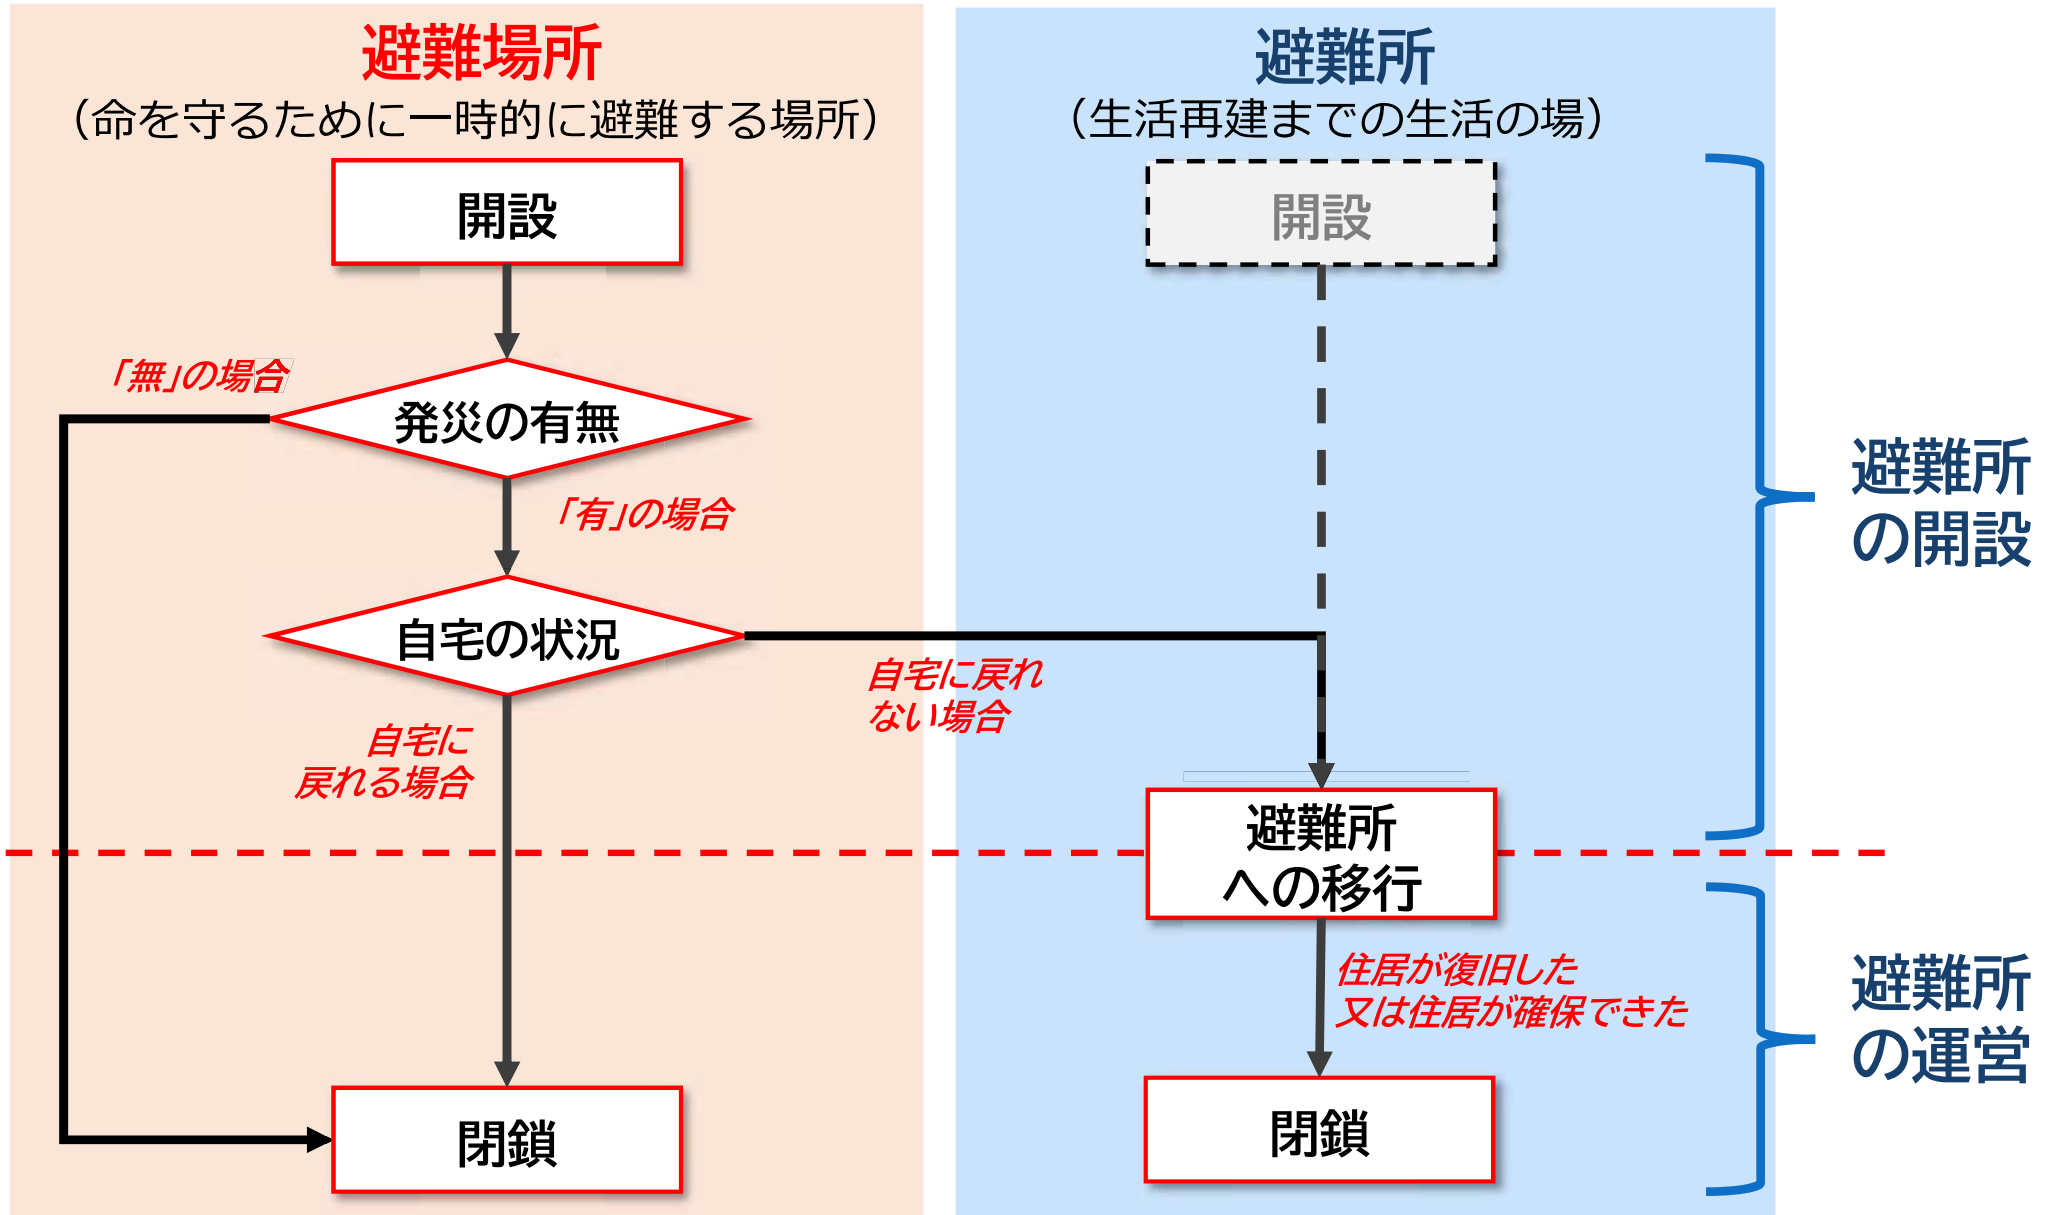 避難場所
（命を守るために一時的に避難する場所）
開設
「無」の場合
発災の有無
「有」の場合
自宅の状況
自宅に
戻れる場合
自宅に戻れ
ない場合
閉鎖
避難所
（生活再建までの生活の場）
開設
避難所
への移行
住居が復旧した
又は住居が確保できた
閉鎖
避難所
の開設
避難所
の運営